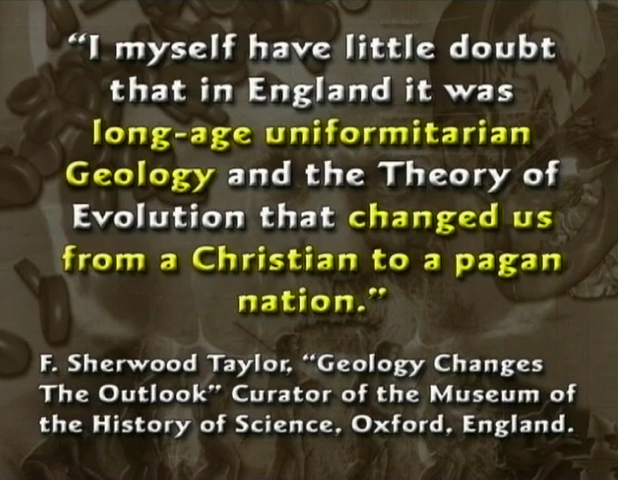 “I myself have little doubt
that in England it was
long-age uniformitarian
Geology and the Theory of
Evolution that changed us
from a Christian to a pagan
nation.”
F. Sherwood Taylor, “Geology Changes
The Outlook” Curator of the Museum of
the History of Science, Oxford, England.